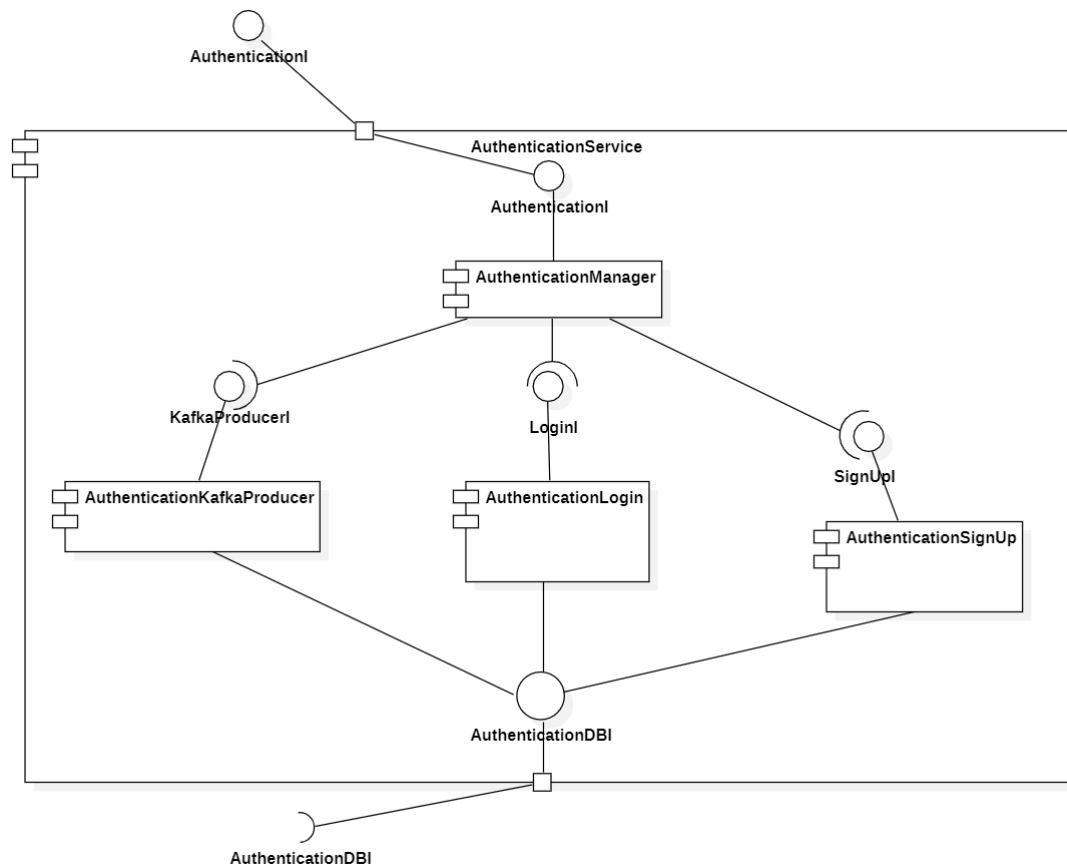 AuthenticationI
AuthenticationService
AuthenticationI
AuthenticationManager
KafkaProducerI
LoginI
SignUpI
AuthenticationKafkaProducer
AuthenticationLogin
AuthenticationSignUp
AuthenticationDBI
AuthenticationDBI